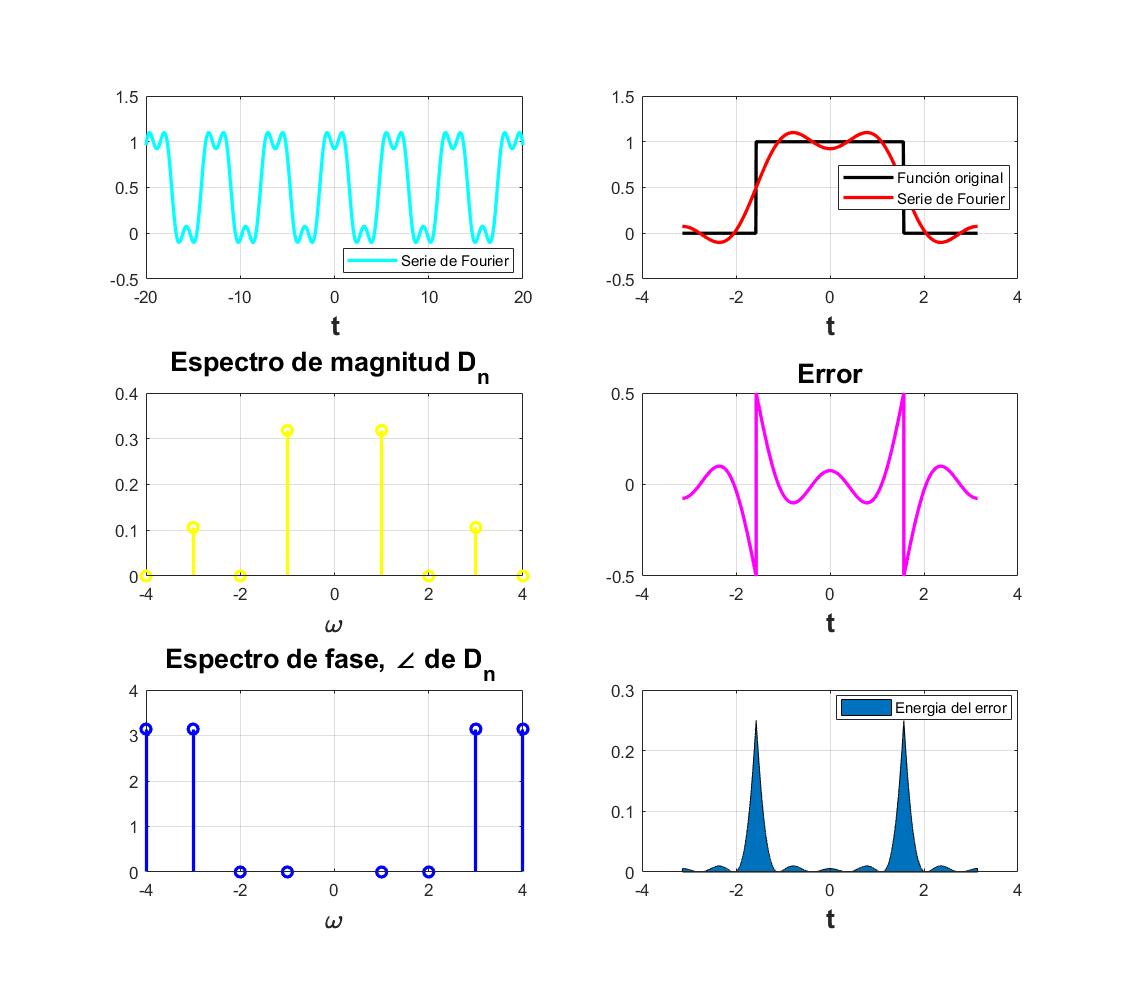 1.5
1
0.5
0
-0.5
-20 -10 0 10 20
t
Serie de Fourier
1.5
1
0.5
0
-0.5
-4 -2 0 2 4
t
Función original
Serie de Fourier
Espectro de magnitud Dn
0.4
0.3
0.2
0.1
0
-4 -2 0 2 4
ω
Error
0.5
0
-0.5
-4 -2 0 2 4
t
Espectro de fase, ∠ de Dn
4
3
2
1
0
-4 -2 0 2 4
ω
0.3
0.2
0.1
0
-4 -2 0 2 4
t
Energia del error